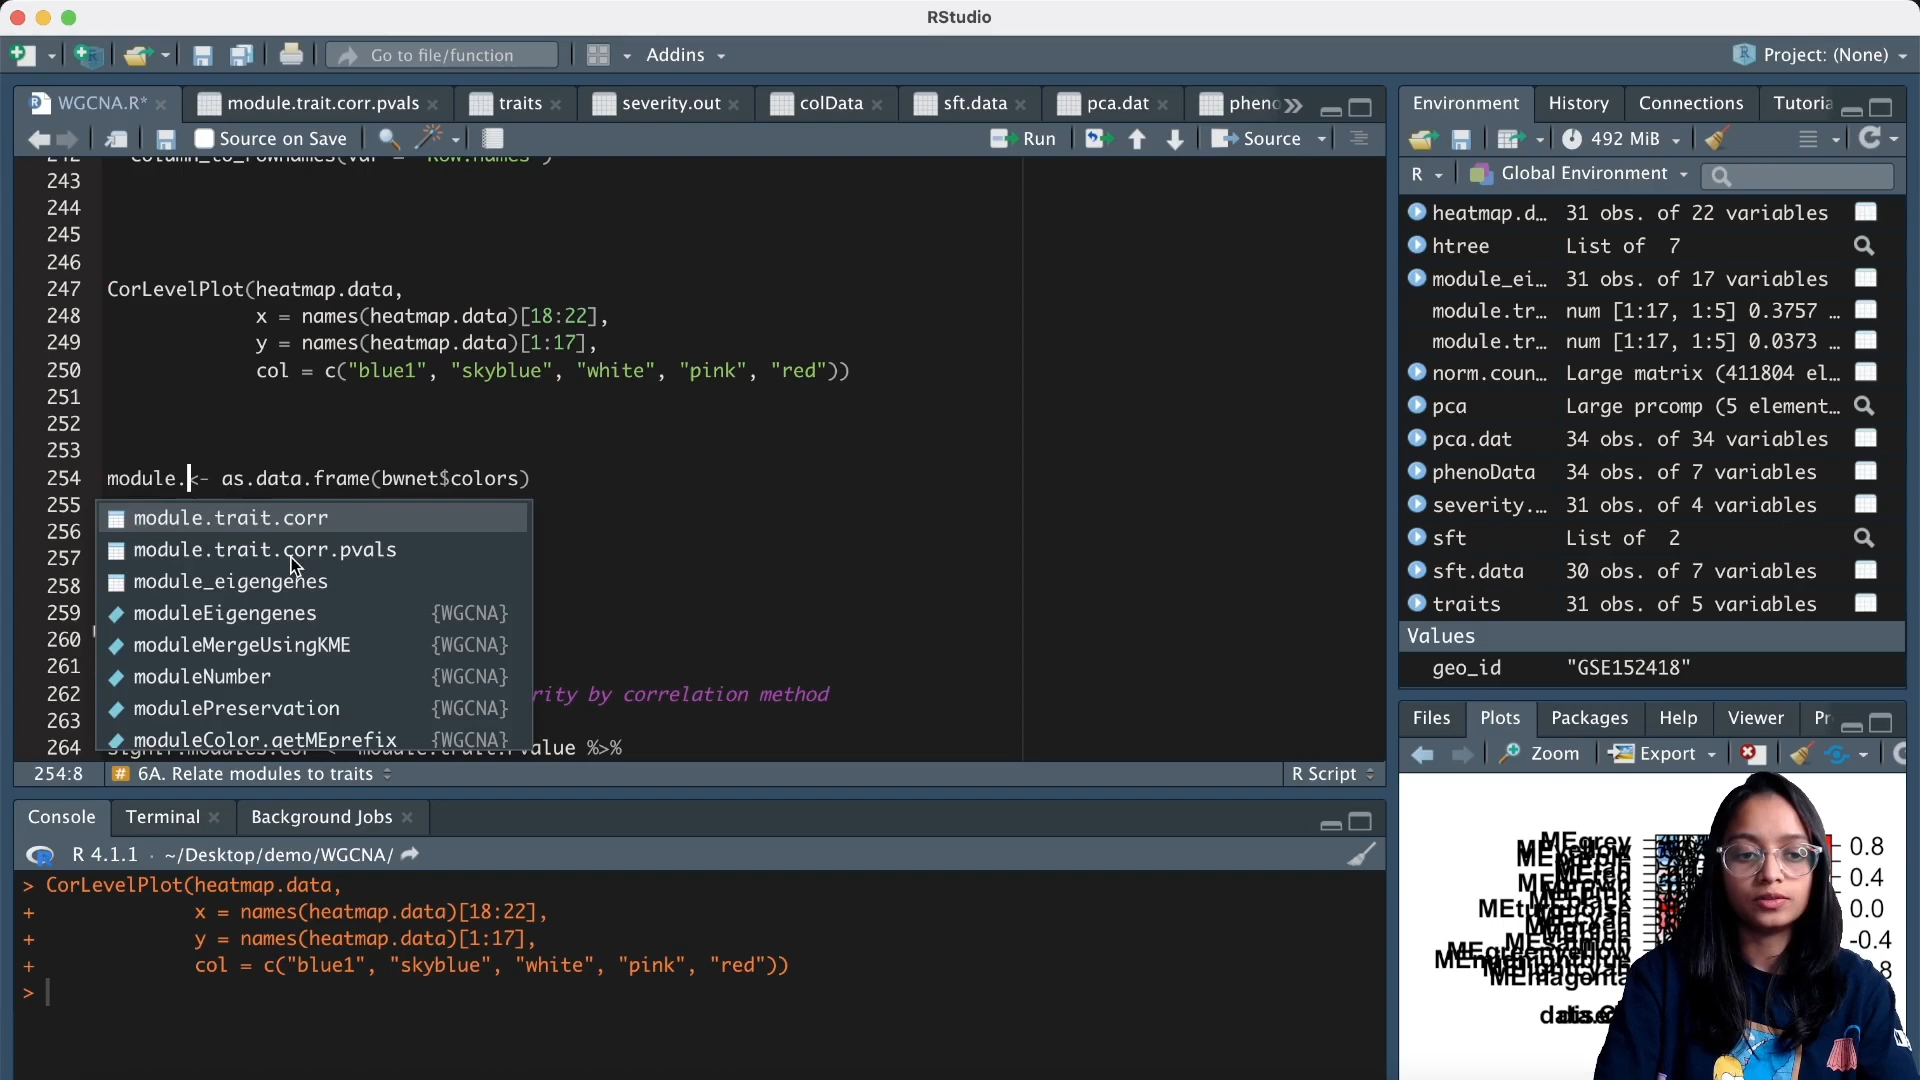 RStudio
Go to file/function
Addins
Project: (None)
WGCNA.R*
module.trait.corr.pvals
traits
severity.out
colData
sft.data
pca.dat
pheno
Source on Save
Run
Source
243
244
245
246
247 CorLevelPlot(heatmap.data,
248 x = names(heatmap.data)[18:22],
249 y = names(heatmap.data)[1:17],
250 col = c("blue1", "skyblue", "white", "pink", "red"))
251
252
253
254 module.<- as.data.frame(bwnet$colors)
255
256
257
258
259
260
261
262 rity by correlation method
263
264 value %>%
module.trait.corr
module.trait.corr.pvals
module_eigengenes
moduleEigengenes {WGCNA}
moduleMergeUsingKME {WGCNA}
moduleNumber {WGCNA}
modulePreservation {WGCNA}
moduleColor.getMEprefix {WGCNA}
254:8
# 6A. Relate modules to traits
R Script
Console
Terminal
Background Jobs
R 4.1.1 · ~/Desktop/demo/WGCNA/
> CorLevelPlot(heatmap.data,
+ x = names(heatmap.data)[18:22],
+ y = names(heatmap.data)[1:17],
+ col = c("blue1", "skyblue", "white", "pink", "red"))
>
Environment
History
Connections
Tutoria
492 MiB
R
Global Environment
heatmap.d… 31 obs. of 22 variables
htree List of 7
module_ei… 31 obs. of 17 variables
module.tr… num [1:17, 1:5] 0.3757 …
module.tr… num [1:17, 1:5] 0.0373 …
norm.coun… Large matrix (411804 el…
pca Large prcomp (5 element…
pca.dat 34 obs. of 34 variables
phenoData 34 obs. of 7 variables
severity.… 31 obs. of 4 variables
sft List of 2
sft.data 30 obs. of 7 variables
traits 31 obs. of 5 variables
Values
geo_id "GSE152418"
Files
Plots
Packages
Help
Viewer
Pr
Zoom
Export
MEgrey
0.8
0.4
0.0
-0.4
MEsalmon
MEgreenyellow
MEmagenta